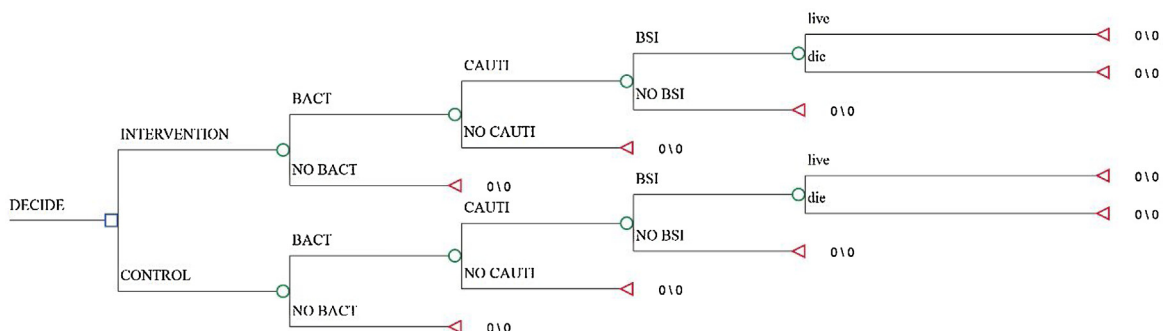 live
0\0
BSI
die
0\0
CAUTI
NO BSI
0\0
BACT
NO CAUTI
0\0
INTERVENTION
NO BACT
0\0
DECIDE
live
0\0
BSI
die
0\0
CAUTI
NO BSI
0\0
BACT
NO CAUTI
0\0
CONTROL
NO BACT
0\0